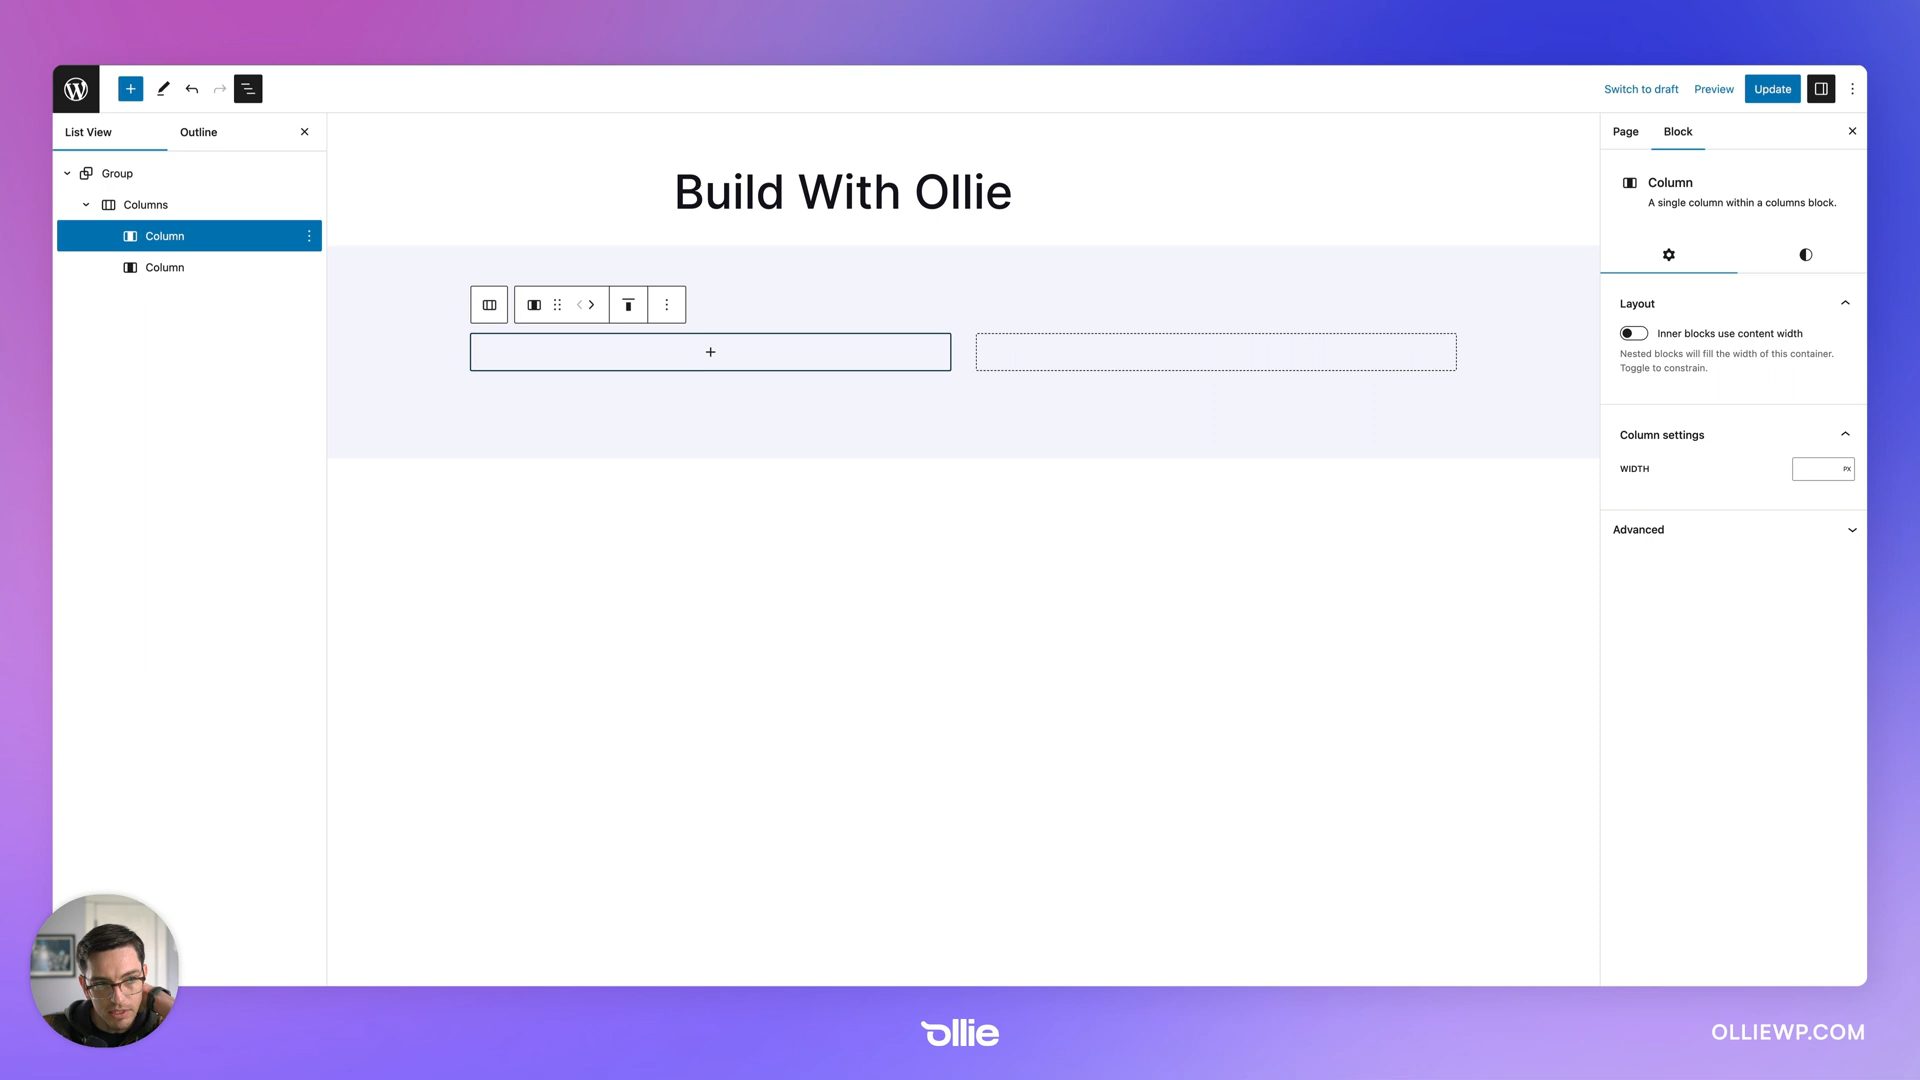 Switch to draft
Preview
Update
List View
Outline
Page
Block
Group
Columns
Column
Column
Build With Ollie
Column
A single column within a columns block.
Layout
Inner blocks use content width
Nested blocks will fill the width of this container.
Toggle to constrain.
Column settings
WIDTH
PX
Advanced
ollie
OLLIEWP.COM